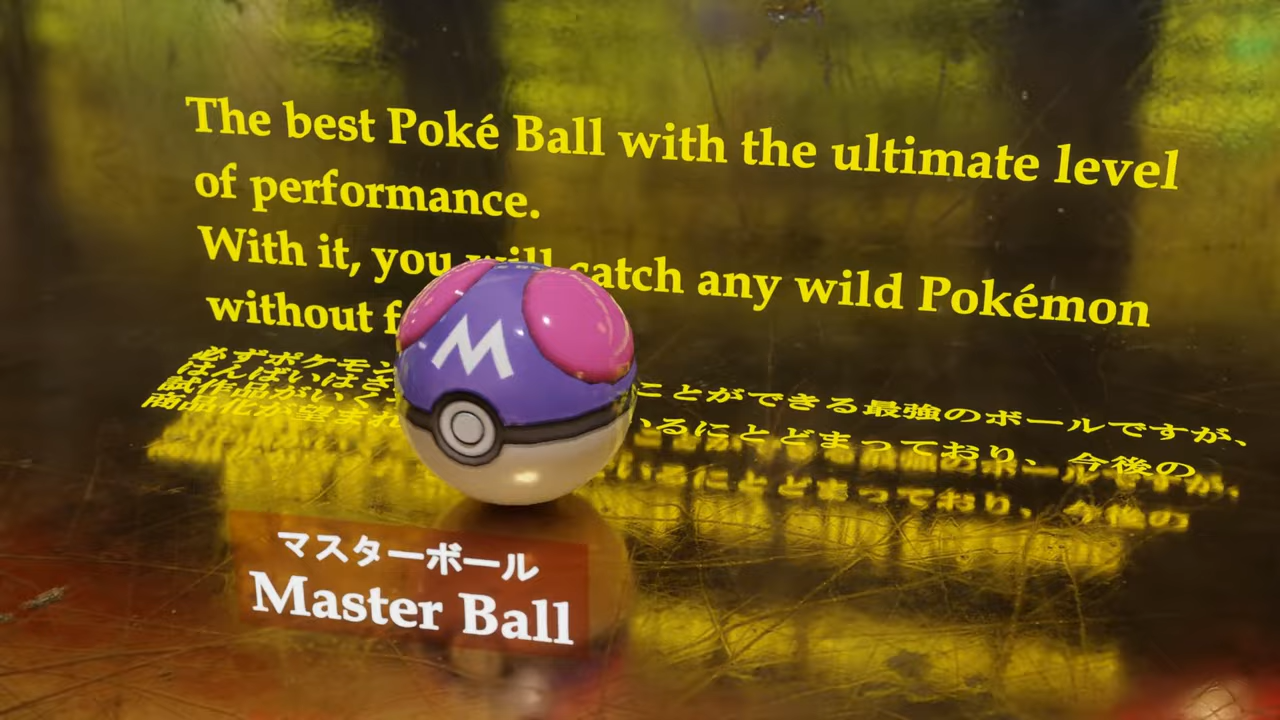 The best Poké Ball with the ultimate level
of performance.
With it, you will catch any wild Pokémon
without
必ずポケモン ことができる最強のボールですが、
はんばいはさ
試作品がいく いるにとどまっており、今後の
商品化が望まれ
M
マスターボール
Master Ball